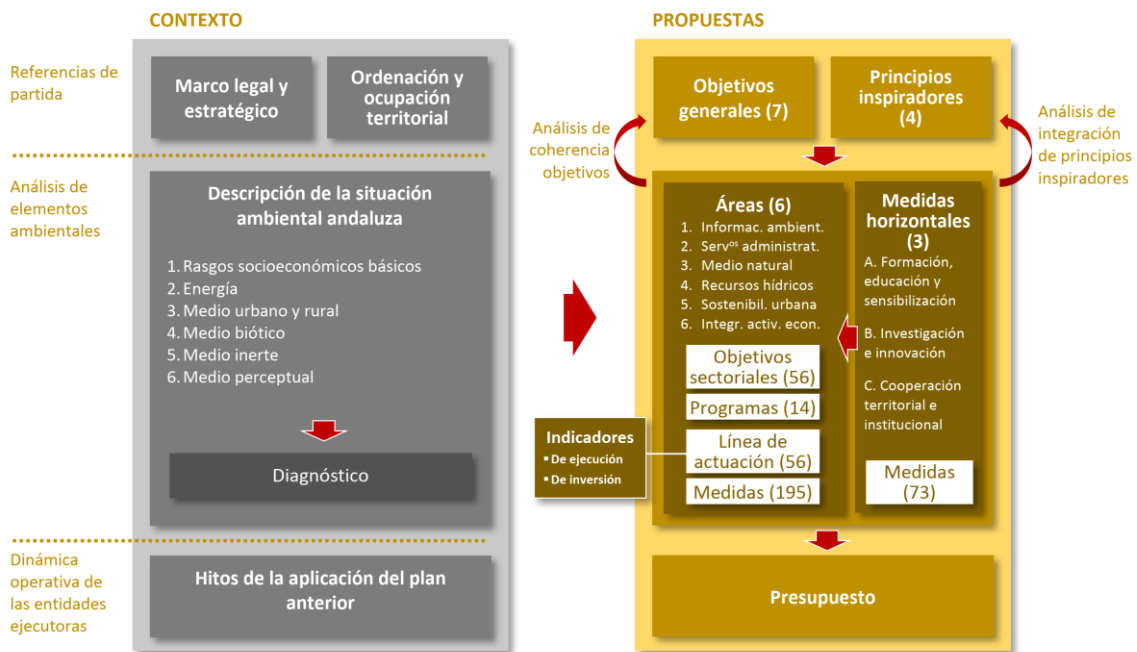 CONTEXTO
Referencias de
partida
Marco legal y
estratégico
Ordenación y
ocupación
territorial
Análisis de
elementos
ambientales
Descripción de la situación
ambiental andaluza
1. Rasgos socioeconómicos básicos
2. Energía
3. Medio urbano y rural
4. Medio biótico
5. Medio inerte
6. Medio perceptual
Diagnóstico
Dinámica
operativa de
las entidades
ejecutoras
Hitos de la aplicación del plan
anterior
PROPUESTAS
Objetivos
generales (7)
Principios
inspiradores
(4)
Análisis de
coherencia
objetivos
Análisis de
integración
de principios
inspiradores
Áreas (6)
1. Informac. ambient.
2. Servᵒˢ administrat.
3. Medio natural
4. Recursos hídricos
5. Sostenibil. urbana
6. Integr. activ. econ.
Objetivos
sectoriales (56)
Programas (14)
Línea de
actuación (56)
Medidas (195)
Indicadores
▪ De ejecución
▪ De inversión
Medidas
horizontales
(3)
A. Formación,
educación y
sensibilización
B. Investigación
e innovación
C. Cooperación
territorial e
institucional
Medidas
(73)
Presupuesto